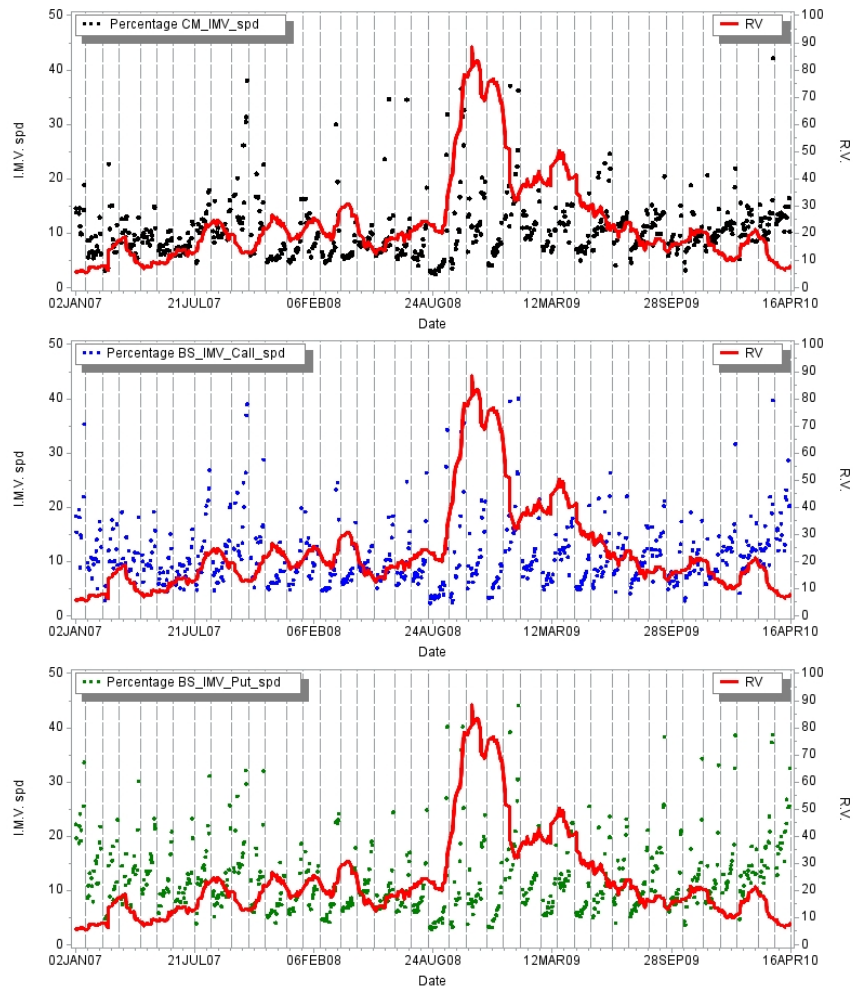 50 Percentage CM_IMV_spd RV 100
90
40 80
70
30 60
I.M.V. spd 50 R.V.
20 40
30
10 20
10
0 0
02JAN07 21JUL07 06FEB08 24AUG08 12MAR09 28SEP09 16APR10
Date
50 Percentage BS_IMV_Call_spd RV 100
90
40 80
70
30 60
I.M.V. spd 50 R.V.
20 40
30
10 20
10
0 0
02JAN07 21JUL07 06FEB08 24AUG08 12MAR09 28SEP09 16APR10
Date
50 Percentage BS_IMV_Put_spd RV 100
90
40 80
70
30 60
I.M.V. spd 50 R.V.
20 40
30
10 20
10
0 0
02JAN07 21JUL07 06FEB08 24AUG08 12MAR09 28SEP09 16APR10
Date